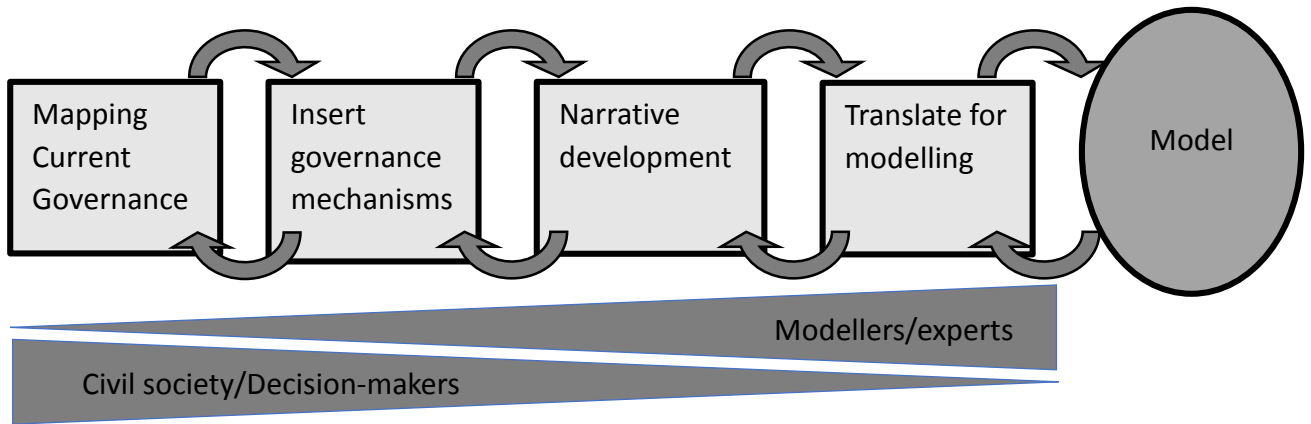 Mapping
Current
Governance
Insert
governance
mechanisms
Narrative
development
Translate for
modelling
Model
Modellers/experts
Civil society/Decision-makers